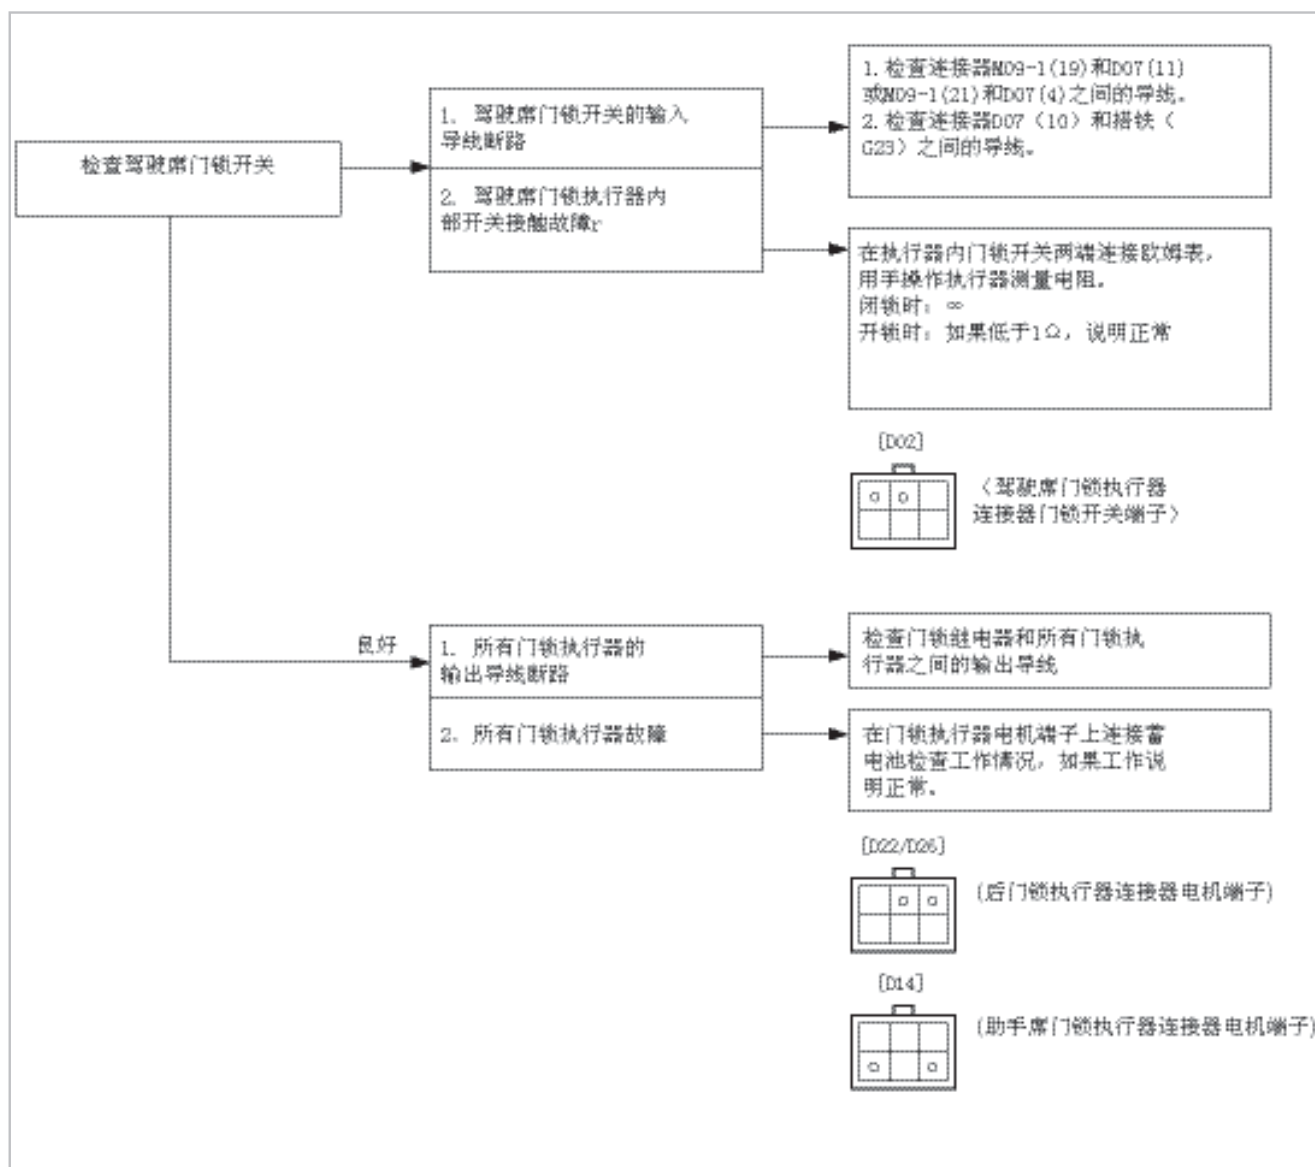 检查驾驶席门锁开关
1. 驾驶席门锁开关的输入
导线断路
2. 驾驶席门锁执行器内
部开关接触故障r
1.检查连接器M09-1(19)和D07(11)
或M09-1(21)和D07(4)之间的导线。
2.检查连接器D07（10）和搭铁（
G23）之间的导线。
在执行器内门锁开关两端连接欧姆表，
用手操作执行器测量电阻。
闭锁时：∞
开锁时：如果低于1Ω，说明正常
[D02]
〈驾驶席门锁执行器
连接器门锁开关端子〉
良好
1. 所有门锁执行器的
输出导线断路
2. 所有门锁执行器故障
检查门锁继电器和所有门锁执
行器之间的输出导线
在门锁执行器电机端子上连接蓄
电池检查工作情况，如果工作说
明正常。
[D22/D26]
(后门锁执行器连接器电机端子)
[D14]
(助手席门锁执行器连接器电机端子)